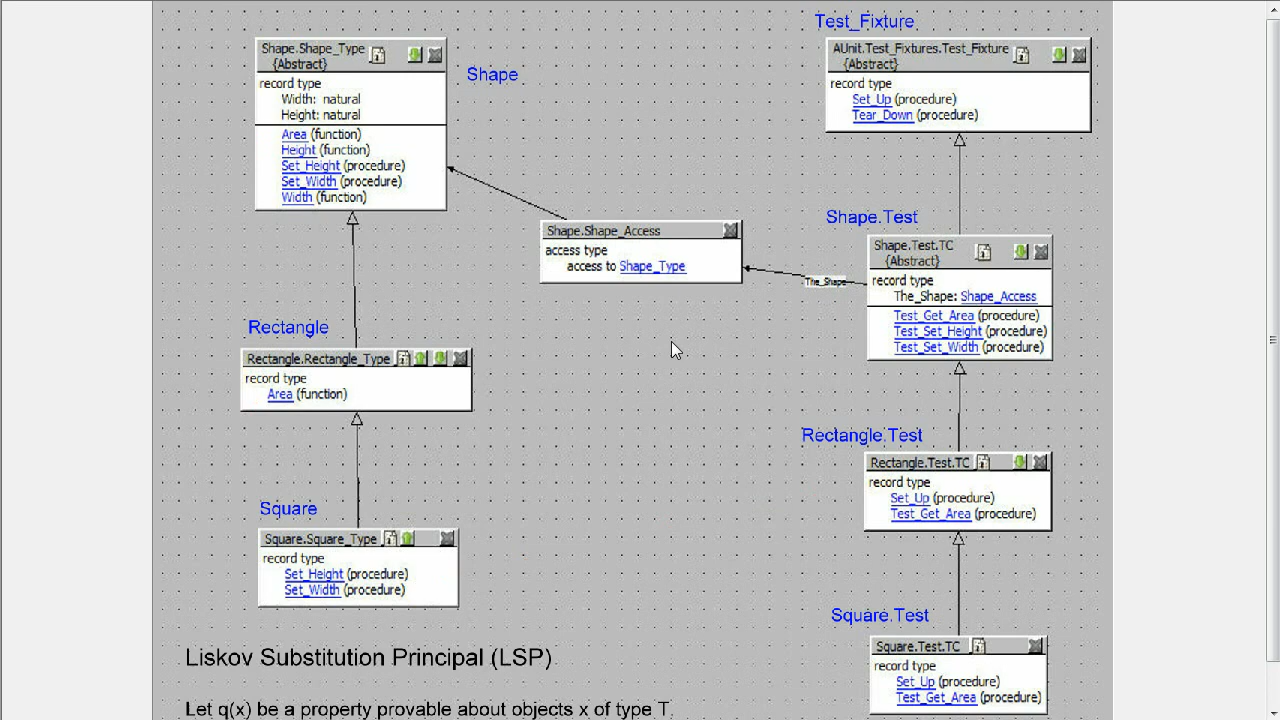 Test_Fixture
Shape.Shape_Type
{Abstract}
record type
Width: natural
Height: natural
Area (function)
Height (function)
Set_Height (procedure)
Set_Width (procedure)
Width (function)
Shape
AUnit.Test_Fixtures.Test_Fixture
{Abstract}
record type
Set_Up (procedure)
Tear_Down (procedure)
Shape.Shape_Access
access type
access to Shape_Type
Shape.Test
Shape.Test.TC
{Abstract}
record type
The_Shape: Shape_Access
Test_Get_Area (procedure)
Test_Set_Height (procedure)
Test_Set_Width (procedure)
The_Shape
Rectangle
Rectangle.Rectangle_Type
record type
Area (function)
Rectangle.Test
Rectangle.Test.TC
record type
Set_Up (procedure)
Test_Get_Area (procedure)
Square
Square.Square_Type
record type
Set_Height (procedure)
Set_Width (procedure)
Square.Test
Square.Test.TC
record type
Set_Up (procedure)
Test_Get_Area (procedure)
Liskov Substitution Principal (LSP)
Let q(x) be a property provable about objects x of type T.